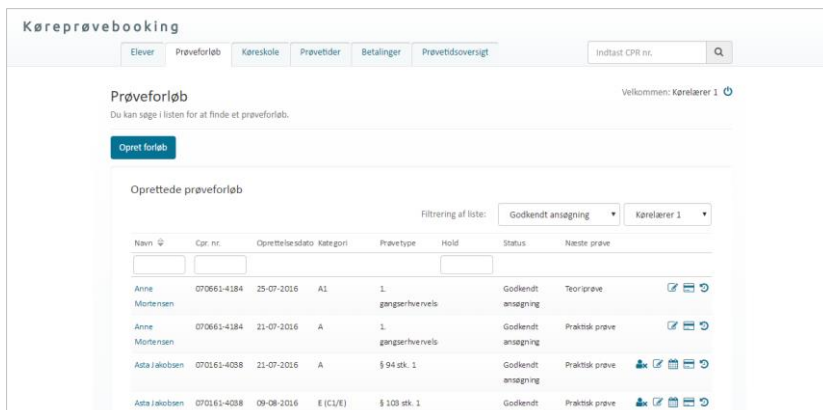 Køreprøvebooking
Elever Prøveforløb Køreskole Prøvetider Betalinger Prøvetidsoversigt Indtast CPR nr.
Prøveforløb Velkommen: Kørelærer 1
Du kan søge i listen for at finde et prøveforløb.
Opret forløb
Oprettede prøveforløb
Filtrering af liste: Godkendt ansøgning Kørelærer 1
Navn Cpr. nr. Oprettelsesdato Kategori Prøvetype Hold Status Næste prøve
Anne 070661-4184 25-07-2016 A1 1. Godkendt Teoriprøve
Mortensen gangserhvervels ansøgning
Anne 070661-4184 21-07-2016 A 1. Godkendt Praktisk prøve
Mortensen gangserhvervels ansøgning
Asta Jakobsen 070161-4038 21-07-2016 A § 94 stk. 1 Godkendt Praktisk prøve
ansøgning
Asta Jakobsen 070161-4038 09-08-2016 E (C1/E) § 103 stk. 1 Godkendt Praktisk prøve